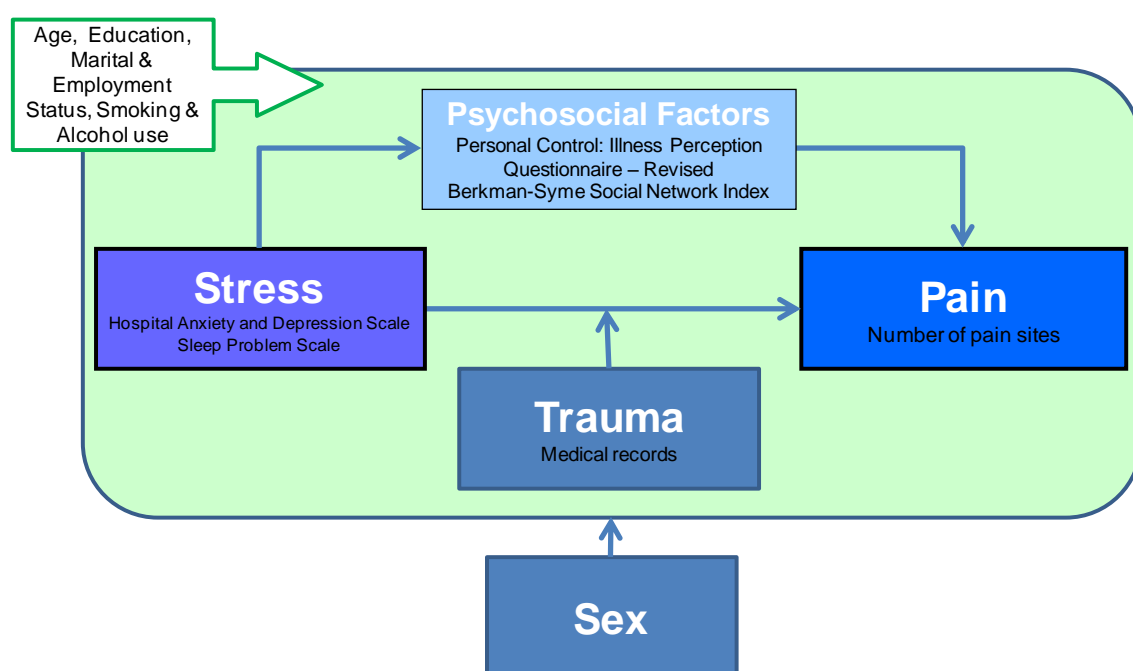 Age, Education,
Marital &
Employment
Status, Smoking &
Alcohol use
Psychosocial Factors
Personal Control: Illness Perception
Questionnaire – Revised
Berkman-Syme Social Network Index
Stress
Hospital Anxiety and Depression Scale
Sleep Problem Scale
Pain
Number of pain sites
Trauma
Medical records
Sex